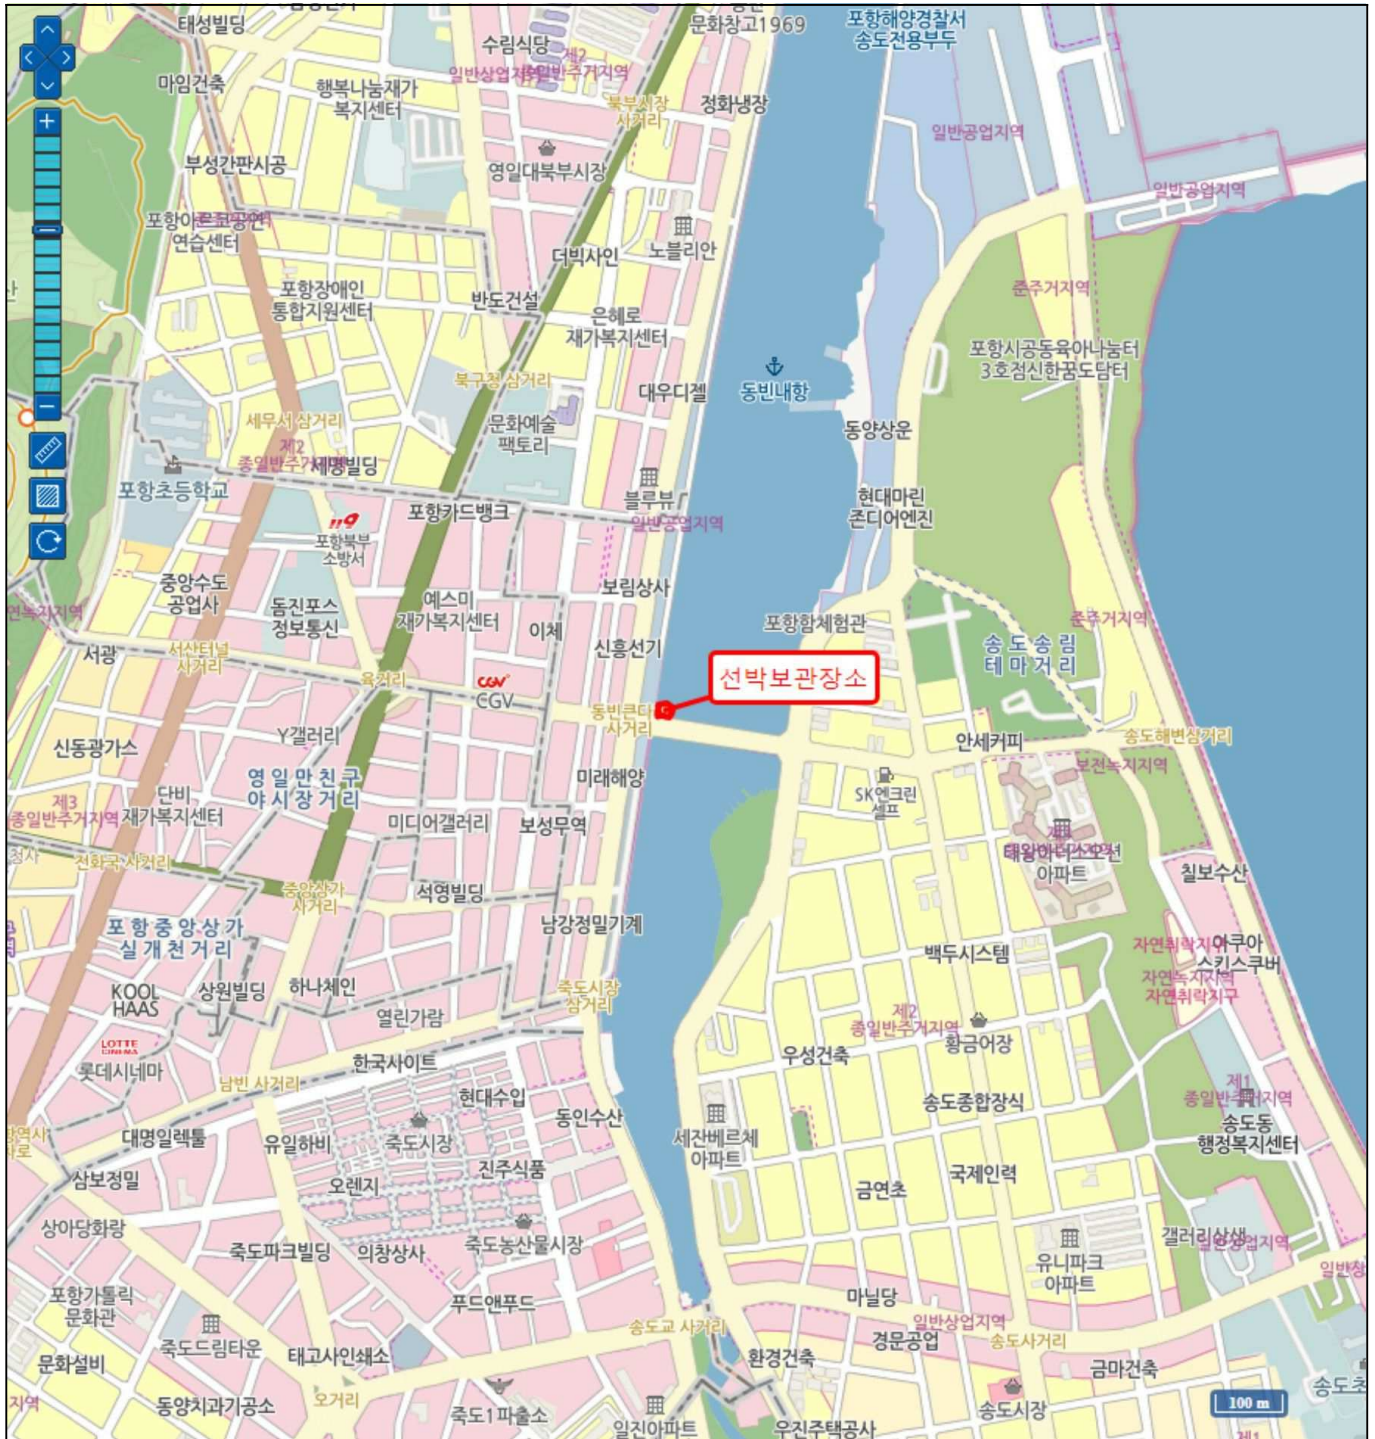 태성빌딩
문화창고1969
포항해양경찰서
송도전용부두
수림식당
제2
일반상업지역
종일반주거지역
마임건축
행복나눔재가
복지센터
북부시장
사거리
정화냉장
일반공업지역
부성간판시공
영일대북부시장
일반공업지역
포항아르코공연
연습센터
더빅사인
노블리안
포항장애인
통합지원센터
반도건설
은혜로
재가복지센터
준주거지역
포항시공동육아나눔터
3호점신한꿈도담터
북구청 삼거리
대우디젤
동빈내항
세무서 삼거리
문화예술
팩토리
동양상운
제2
종일반주거지역
세명빌딩
포항초등학교
포항카드뱅크
블루뷰
일반공업지역
현대마린
존디어엔진
119
포항북부
소방서
중앙수도
공업사
돔진포스
정보통신
예스미
재가복지센터
보림상사
연녹지지역
이체
신흥선기
포항함체험관
준주거지역
송도송림
테마거리
서광
서산터널
사거리
육거리
CGV
CGV
선박보관장소
동빈큰다
사거리
Y갤러리
신동광가스
안세커피
송도해변삼거리
보전녹지지역
영일만친구
야시장거리
미래해양
SK엔크린
셀프
제3
종일반주거지역
단비
재가복지센터
미디어갤러리
보성무역
아파트
청사
전화국 사거리
중앙상가
사거리
석영빌딩
칠보수산
포항중앙상가
실개천거리
남강정밀기계
백두시스템
자연취락지구
아쿠아
스킨스쿠버
자연녹지지역
자연취락지구
KOOL
HAAS
상원빌딩
하나체인
죽도시장
삼거리
열린가람
제2
종일반주거지역
황금어장
LOTTE
CINEMA
롯데시네마
한국사이트
우성건축
남빈 사거리
현대수입
동인수산
송도종합장식
제1
종일반주거지역
송도동
행정복지센터
대명일렉툴
유일하비
죽도시장
세잔베르체
아파트
삼보정밀
오렌지
진주식품
금연초
국제인력
상아당화랑
죽도파크빌딩
의창상사
죽도농산물시장
유니파크
아파트
갤러리상생
일반상업지역
일반상
포항가톨릭
문화관
푸드앤푸드
마닐당
일반상업지역
죽도드림타운
송도교 사거리
경문공업
송도사거리
문화설비
태고사인쇄소
환경건축
금마건축
지역
동양치과기공소
오거리
죽도1파출소
일진아파트
우진주택공사
송도시장
100 m
송도초
제1